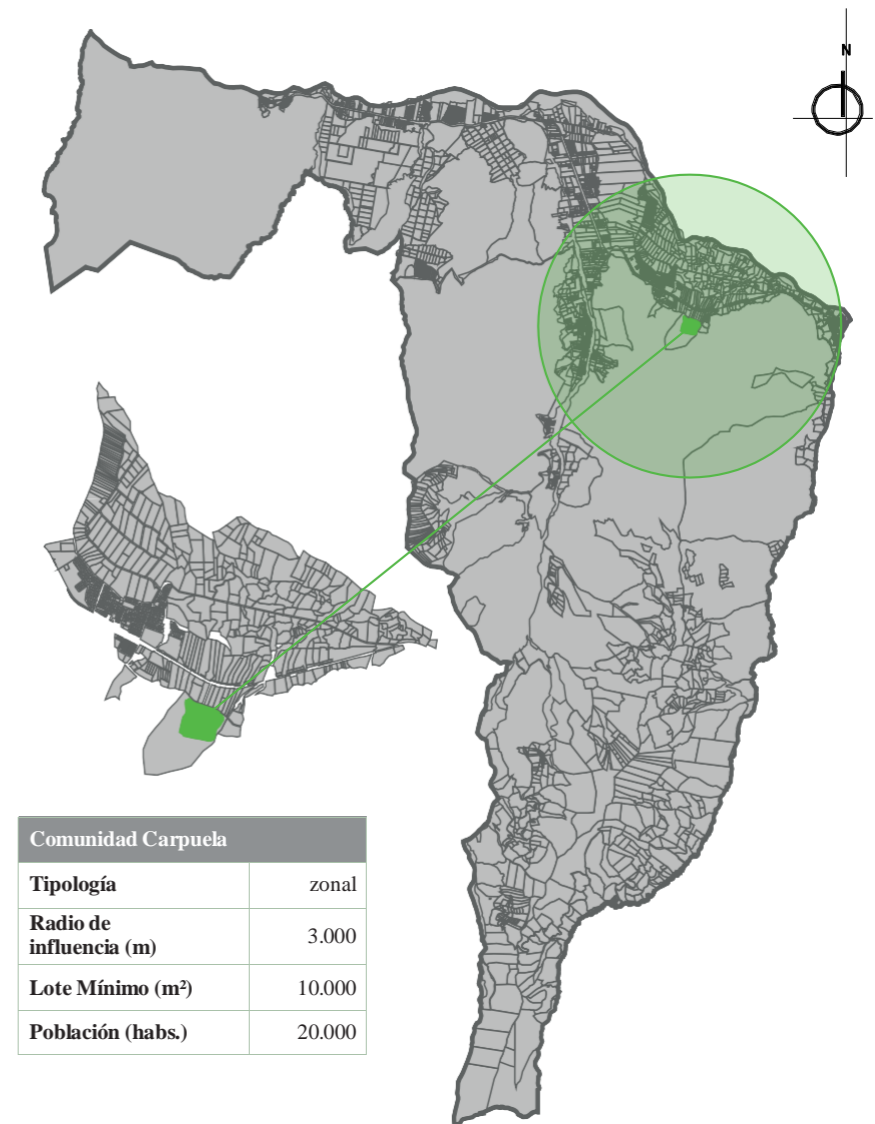 N
Comunidad Carpuela
Tipología zonal
Radio de
influencia (m) 3.000
Lote Mínimo (m²) 10.000
Población (habs.) 20.000